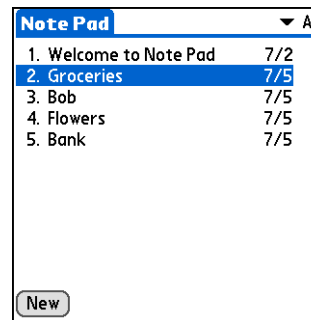 Note Pad A
1. Welcome to Note Pad 7/2
2. Groceries 7/5
3. Bob 7/5
4. Flowers 7/5
5. Bank 7/5
New